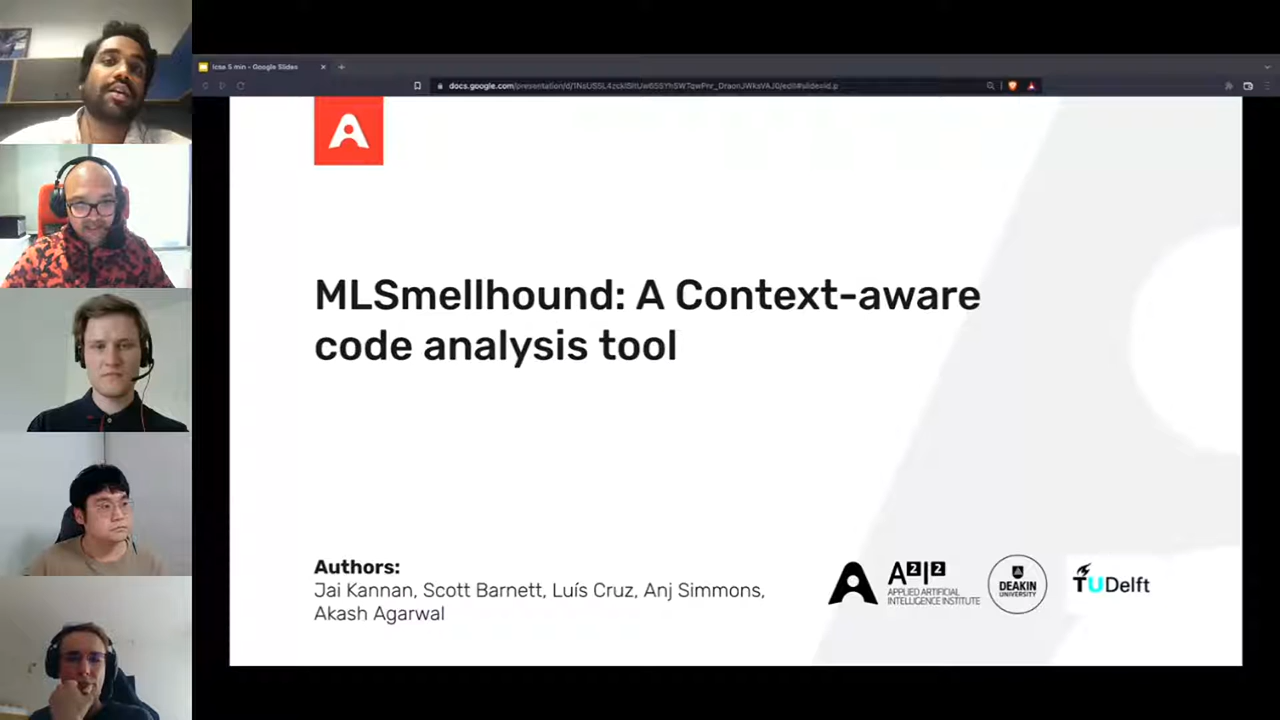 Icse 5 min - Google Slides
MLSmellhound: A Context-aware
code analysis tool
Authors:
Jai Kannan, Scott Barnett, Luís Cruz, Anj Simmons,
Akash Agarwal
A²I²
APPLIED ARTIFICIAL
INTELLIGENCE INSTITUTE
DEAKIN
UNIVERSITY
TUDelft